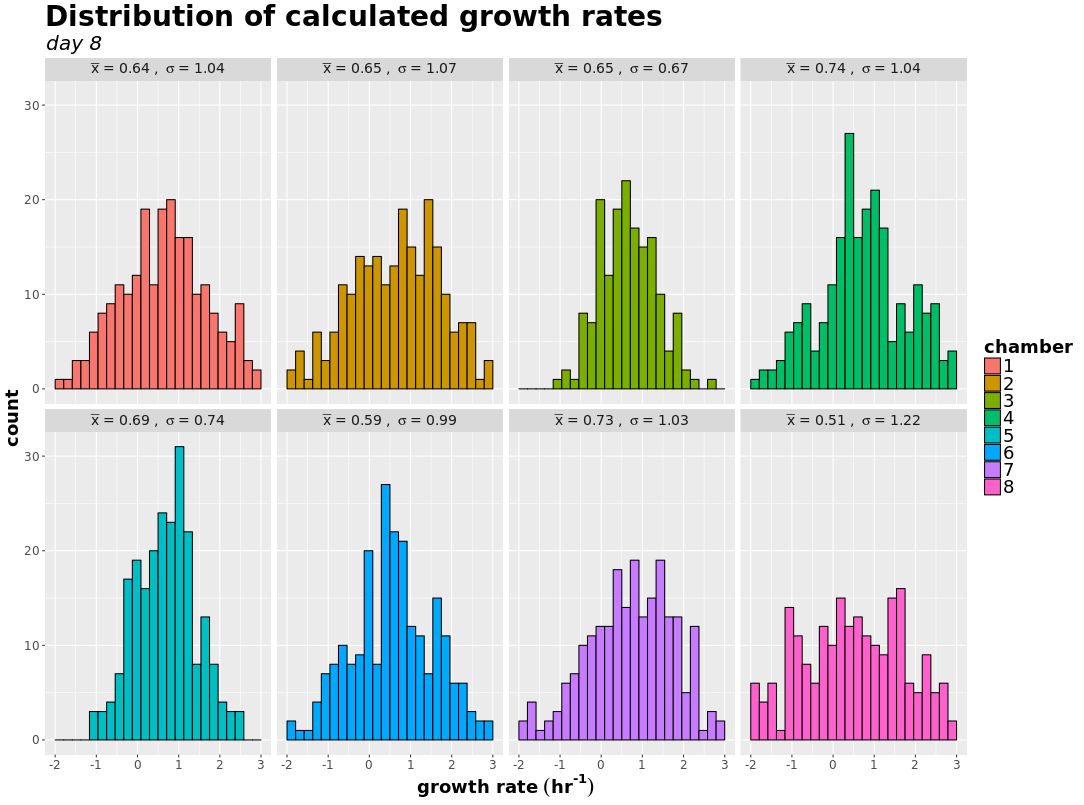 Distribution of calculated growth rates
day 8
x̅ = 0.64 , σ = 1.04
x̅ = 0.65 , σ = 1.07
x̅ = 0.65 , σ = 0.67
x̅ = 0.74 , σ = 1.04
30
20
10
0
x̅ = 0.69 , σ = 0.74
x̅ = 0.59 , σ = 0.99
x̅ = 0.73 , σ = 1.03
x̅ = 0.51 , σ = 1.22
30
20
10
0
-2 -1 0 1 2 3
-2 -1 0 1 2 3
-2 -1 0 1 2 3
-2 -1 0 1 2 3
count
growth rate (hr⁻¹)
chamber
1
2
3
4
5
6
7
8